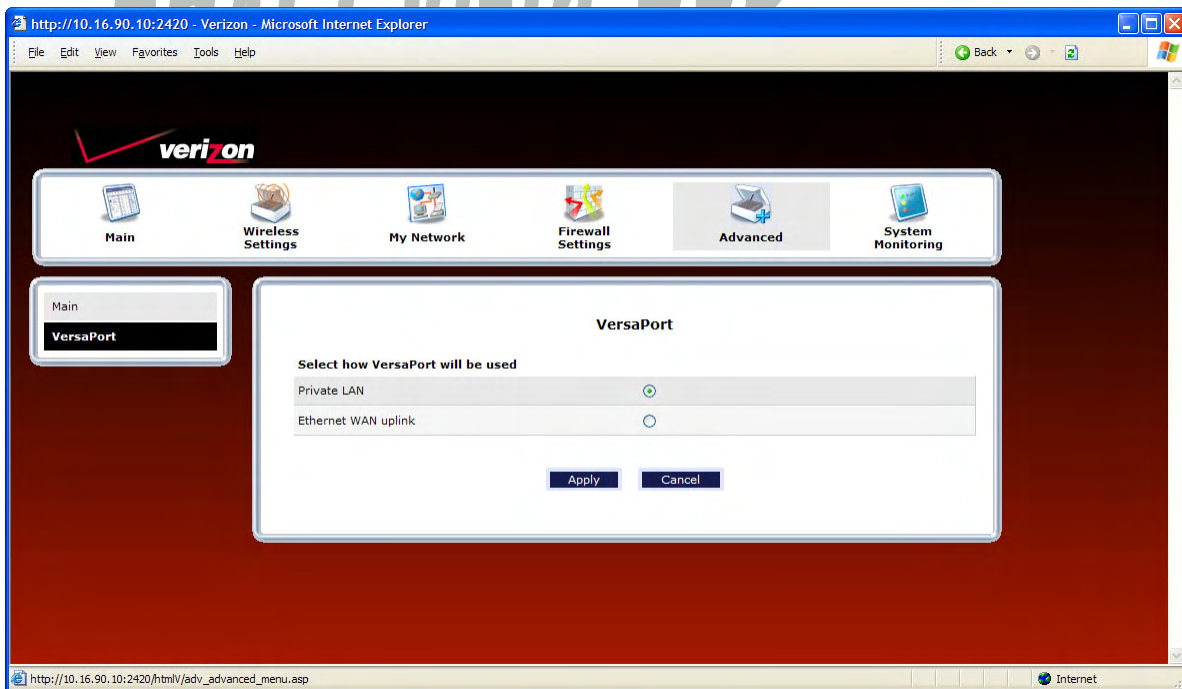 http://10.16.90.10:2420 - Verizon - Microsoft Internet Explorer
File Edit View Favorites Tools Help
Back
verizon
Main
Wireless Settings
My Network
Firewall Settings
Advanced
System Monitoring
Main
VersaPort
VersaPort
Select how VersaPort will be used
Private LAN
Ethernet WAN uplink
Apply Cancel
http://10.16.90.10:2420/htmlV/adv_advanced_menu.asp
Internet